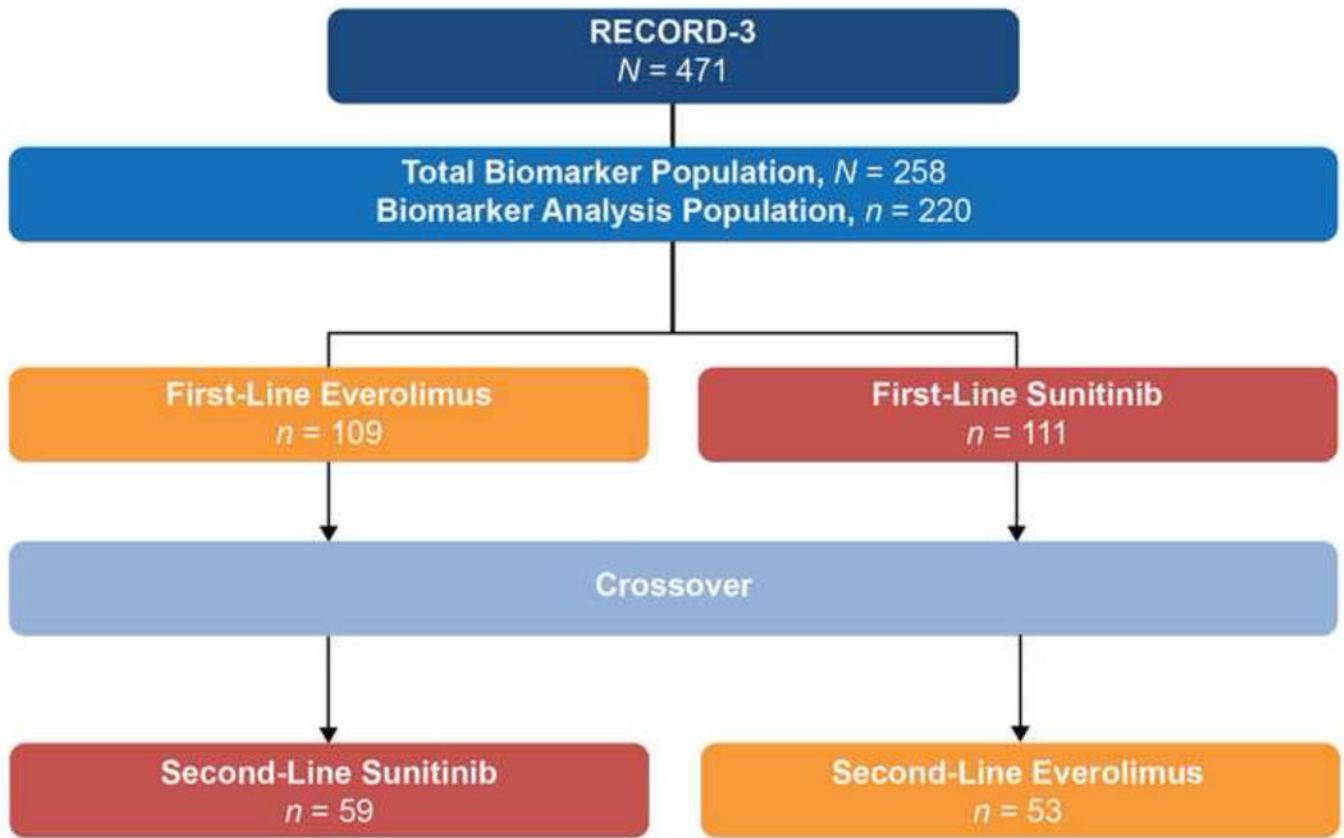 RECORD-3
N = 471
Total Biomarker Population, N = 258
Biomarker Analysis Population, n = 220
First-Line Everolimus
n = 109
First-Line Sunitinib
n = 111
Crossover
Second-Line Sunitinib
n = 59
Second-Line Everolimus
n = 53